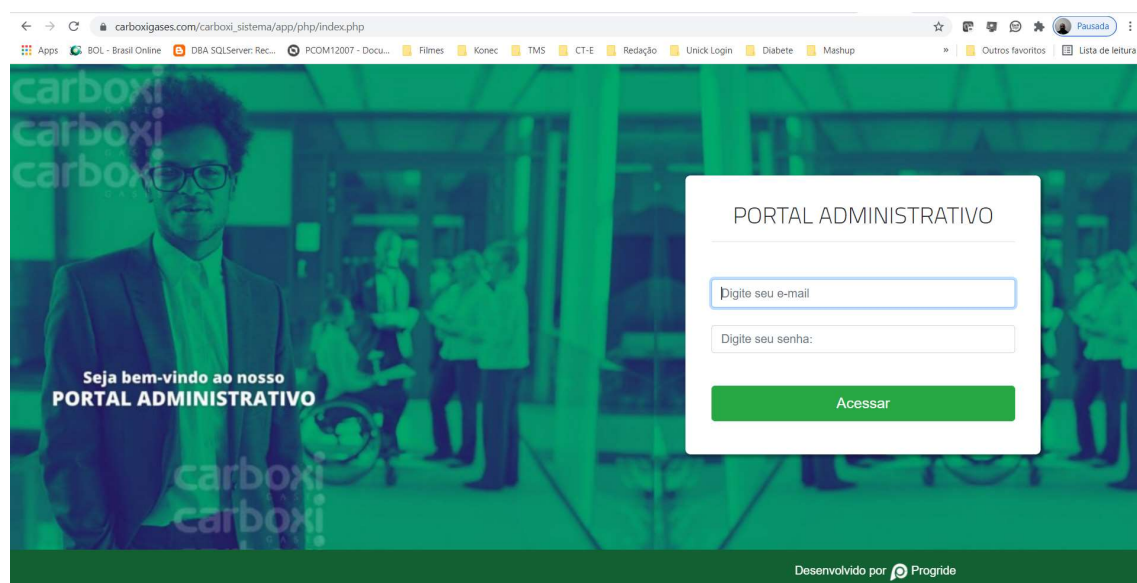 carboxigases.com/carboxi_sistema/app/php/index.php
Pausada
Apps BOL - Brasil Online DBA SQLServer: Rec... PCOM12007 - Docu... Filmes Konec TMS CT-E Redação Unick Login Diabete Mashup » Outros favoritos Lista de leitura
carboxi
carboxi
carboxi
GASES
PORTAL ADMINISTRATIVO
Digite seu e-mail
Digite seu senha:
Acessar
Seja bem-vindo ao nosso
PORTAL ADMINISTRATIVO
carboxi
carboxi
Desenvolvido por Progride